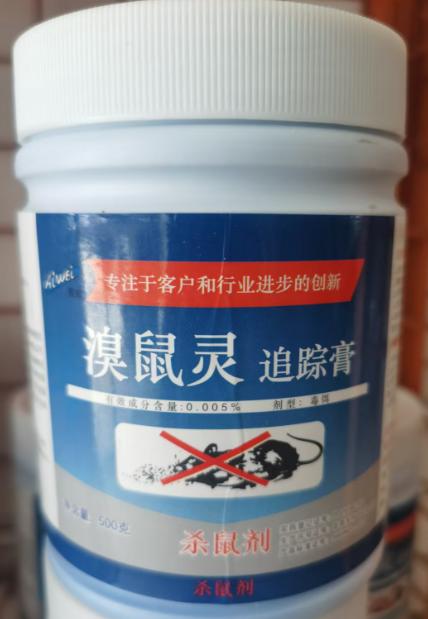 Aiwei
专注于客户和行业进步的创新
溴鼠灵 追踪膏
有效成分含量:0.005% 剂型: 毒饵
净含量: 500克
杀鼠剂
杀鼠剂